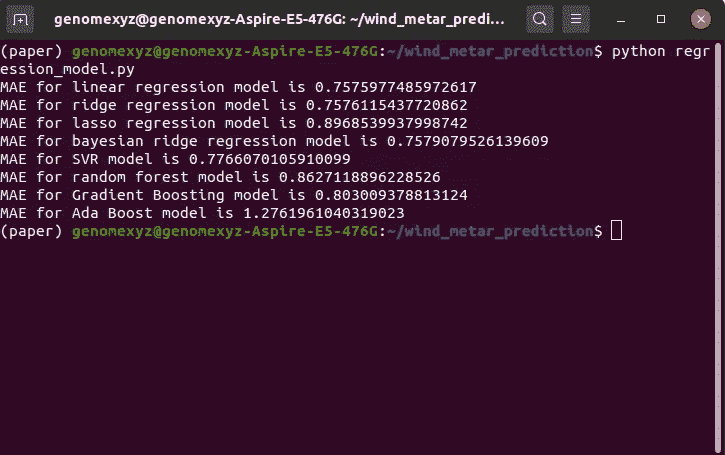 genomexyz@genomexyz-Aspire-E5-476G: ~/wind_metar_predi...
(paper) genomexyz@genomexyz-Aspire-E5-476G:~/wind_metar_prediction$ python regr
ession_model.py
MAE for linear regression model is 0.7575977485972617
MAE for ridge regression model is 0.7576115437720862
MAE for lasso regression model is 0.8968539937998742
MAE for bayesian ridge regression model is 0.7579079526139609
MAE for SVR model is 0.7766070105910099
MAE for random forest model is 0.8627118896228526
MAE for Gradient Boosting model is 0.803009378813124
MAE for Ada Boost model is 1.2761961040319023
(paper) genomexyz@genomexyz-Aspire-E5-476G:~/wind_metar_prediction$